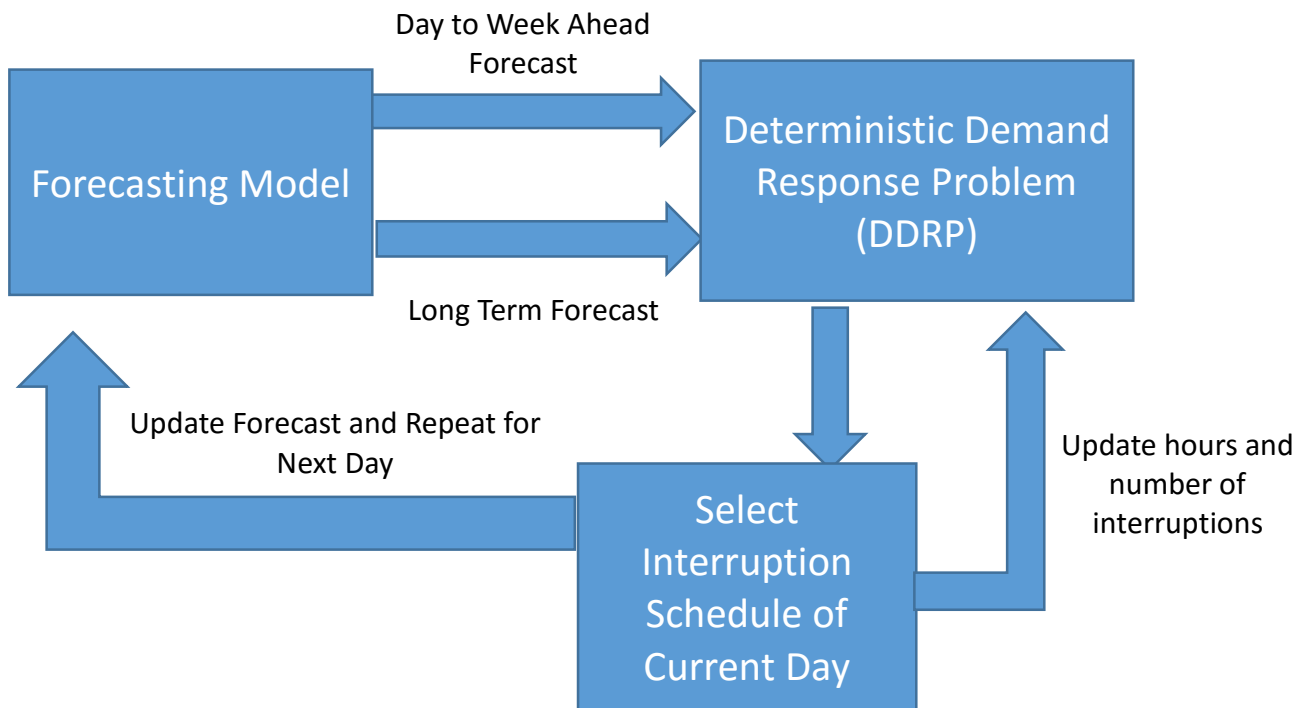 Day to Week Ahead
Forecast
Forecasting Model
Deterministic Demand
Response Problem
(DDRP)
Long Term Forecast
Update Forecast and Repeat for
Next Day
Update hours and
number of
interruptions
Select
Interruption
Schedule of
Current Day